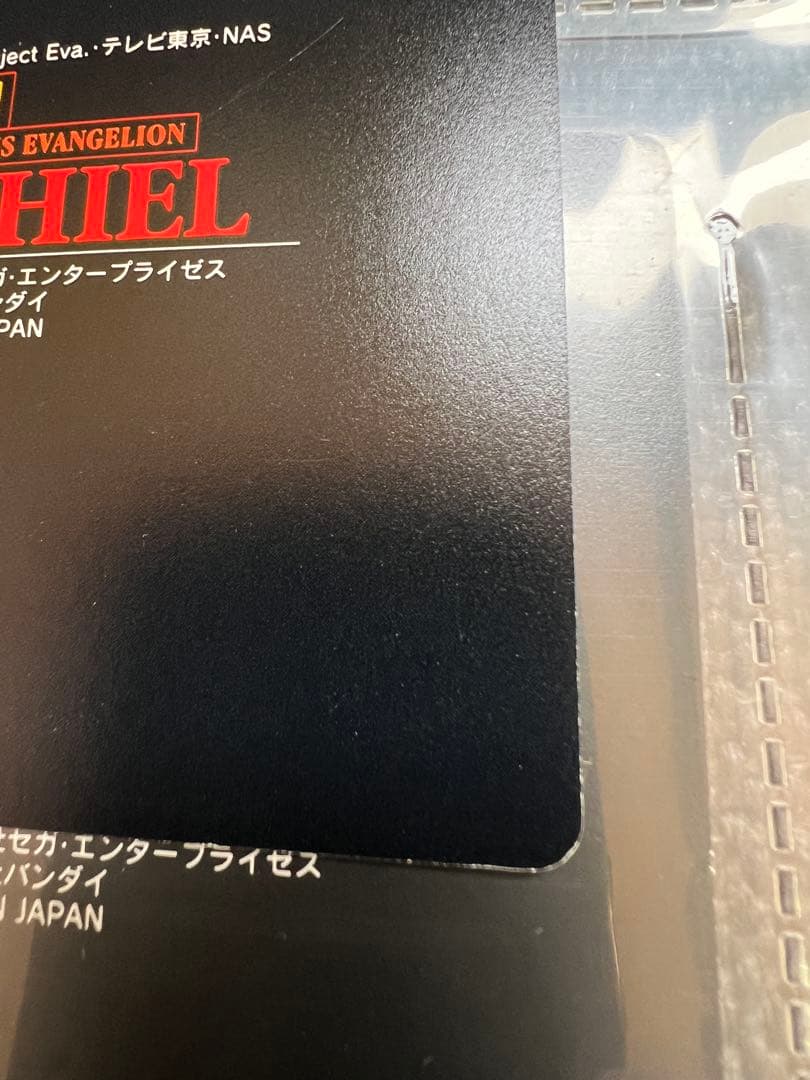 ject Eva.・テレビ東京・NAS
S EVANGELION
HIEL
ガ・エンタープライゼス
ンダイ
PAN
セガ・エンタープライゼス
バンダイ
JAPAN